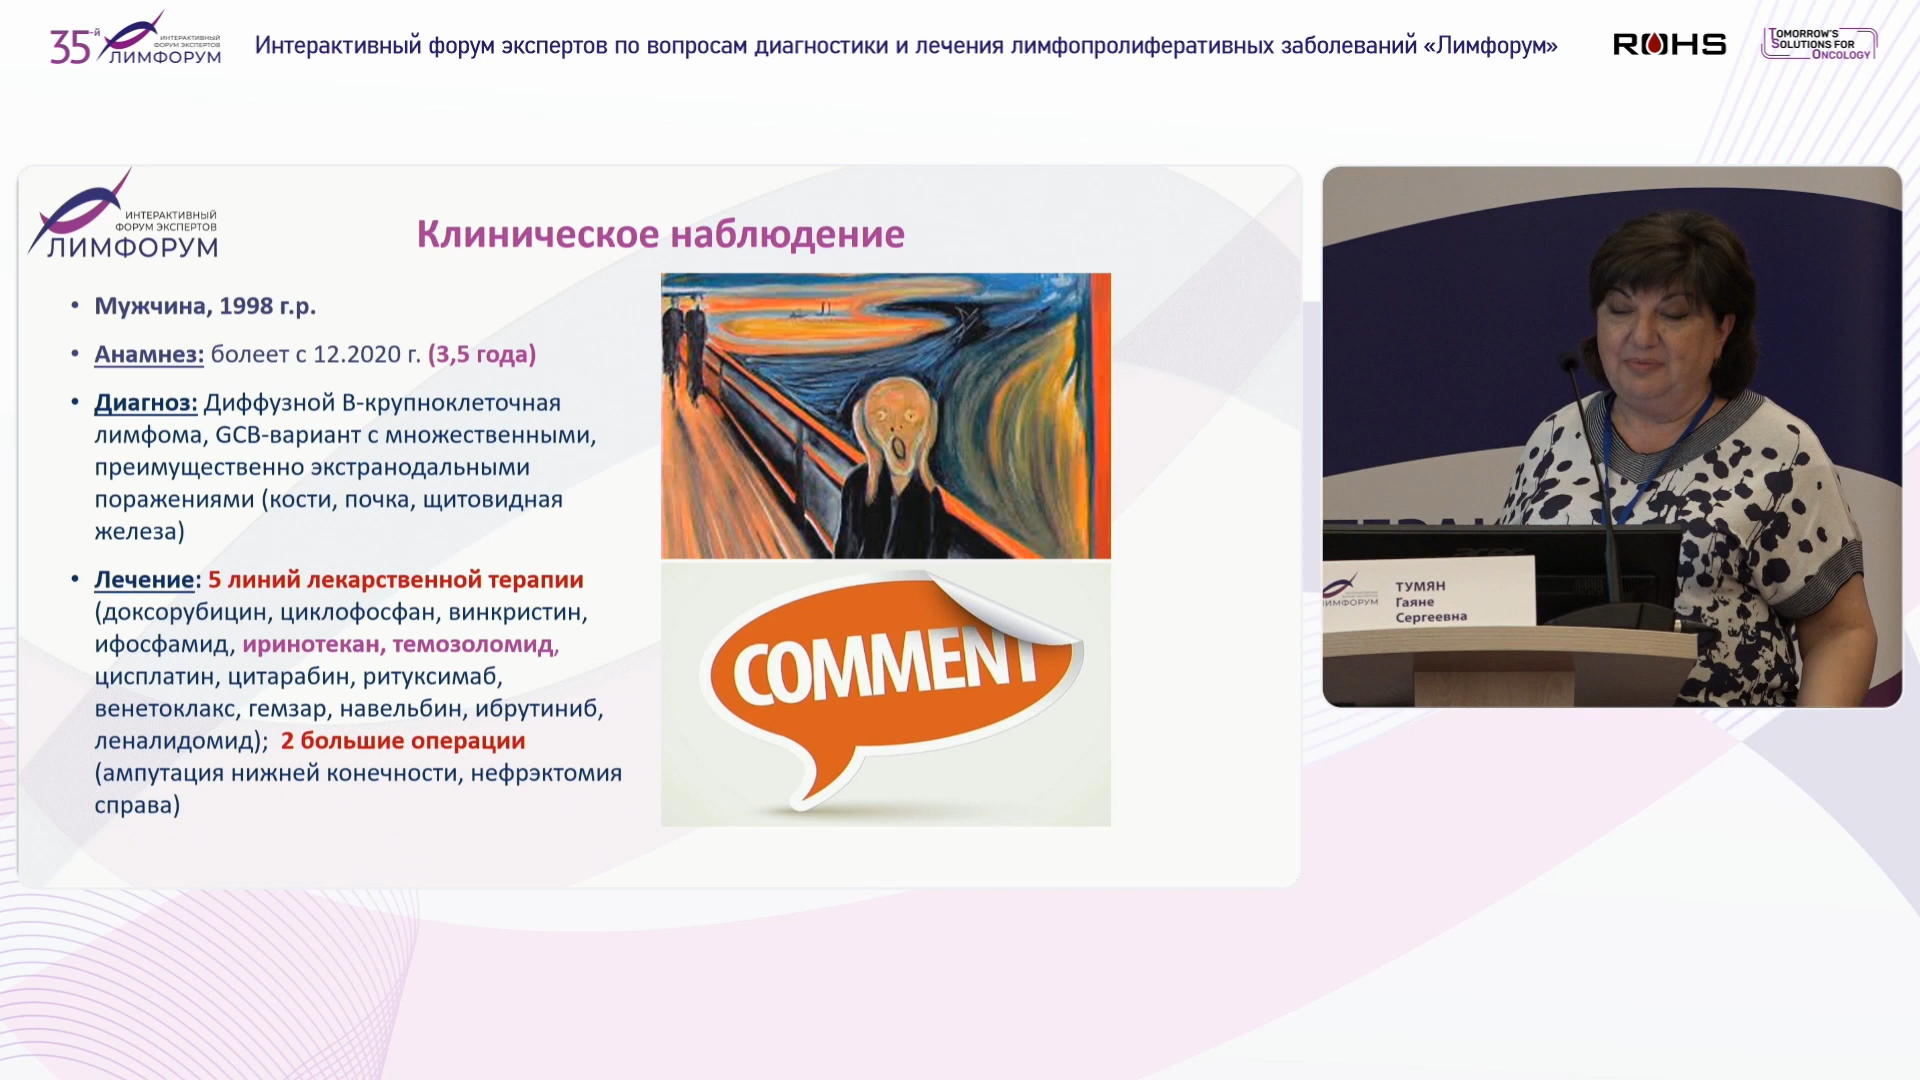 35-й
ИНТЕРАКТИВНЫЙ
ФОРУМ ЭКСПЕРТОВ
ЛИМФОРУМ
Интерактивный форум экспертов по вопросам диагностики и лечения лимфопролиферативных заболеваний «Лимфорум»
ROHS
TOMORROW'S
SOLUTIONS FOR
ONCOLOGY
ИНТЕРАКТИВНЫЙ
ФОРУМ ЭКСПЕРТОВ
ЛИМФОРУМ
Клиническое наблюдение
• Мужчина, 1998 г.р.
• Анамнез: болеет с 12.2020 г. (3,5 года)
• Диагноз: Диффузной В-крупноклеточная
лимфома, GCB-вариант с множественными,
преимущественно экстранодальными
поражениями (кости, почка, щитовидная
железа)
• Лечение: 5 линий лекарственной терапии
(доксорубицин, циклофосфан, винкристин,
ифосфамид, иринотекан, темозоломид,
цисплатин, цитарабин, ритуксимаб,
венетоклакс, гемзар, навельбин, ибрутиниб,
леналидомид); 2 большие операции
(ампутация нижней конечности, нефрэктомия
справа)
COMMENT
ТУМЯН
Гаяне
Сергеевна